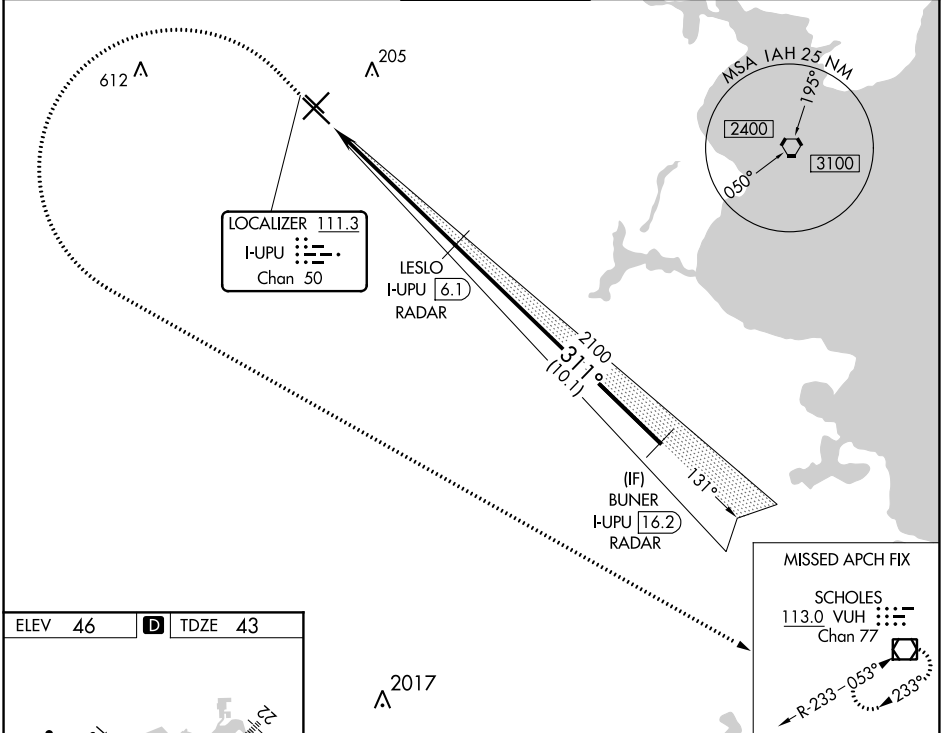 612
205
MSA IAH 25 NM
195°
2400
3100
050°
LOCALIZER 111.3
I-UPU
Chan 50
LESLO
I-UPU 6.1
RADAR
2100
311°
(10.1)
131°
(IF)
BUNER
I-UPU 16.2
RADAR
MISSED APCH FIX
SCHOLES
113.0 VUH
Chan 77
R-233
053°
233°
ELEV 46 D TDZE 43
2017
22